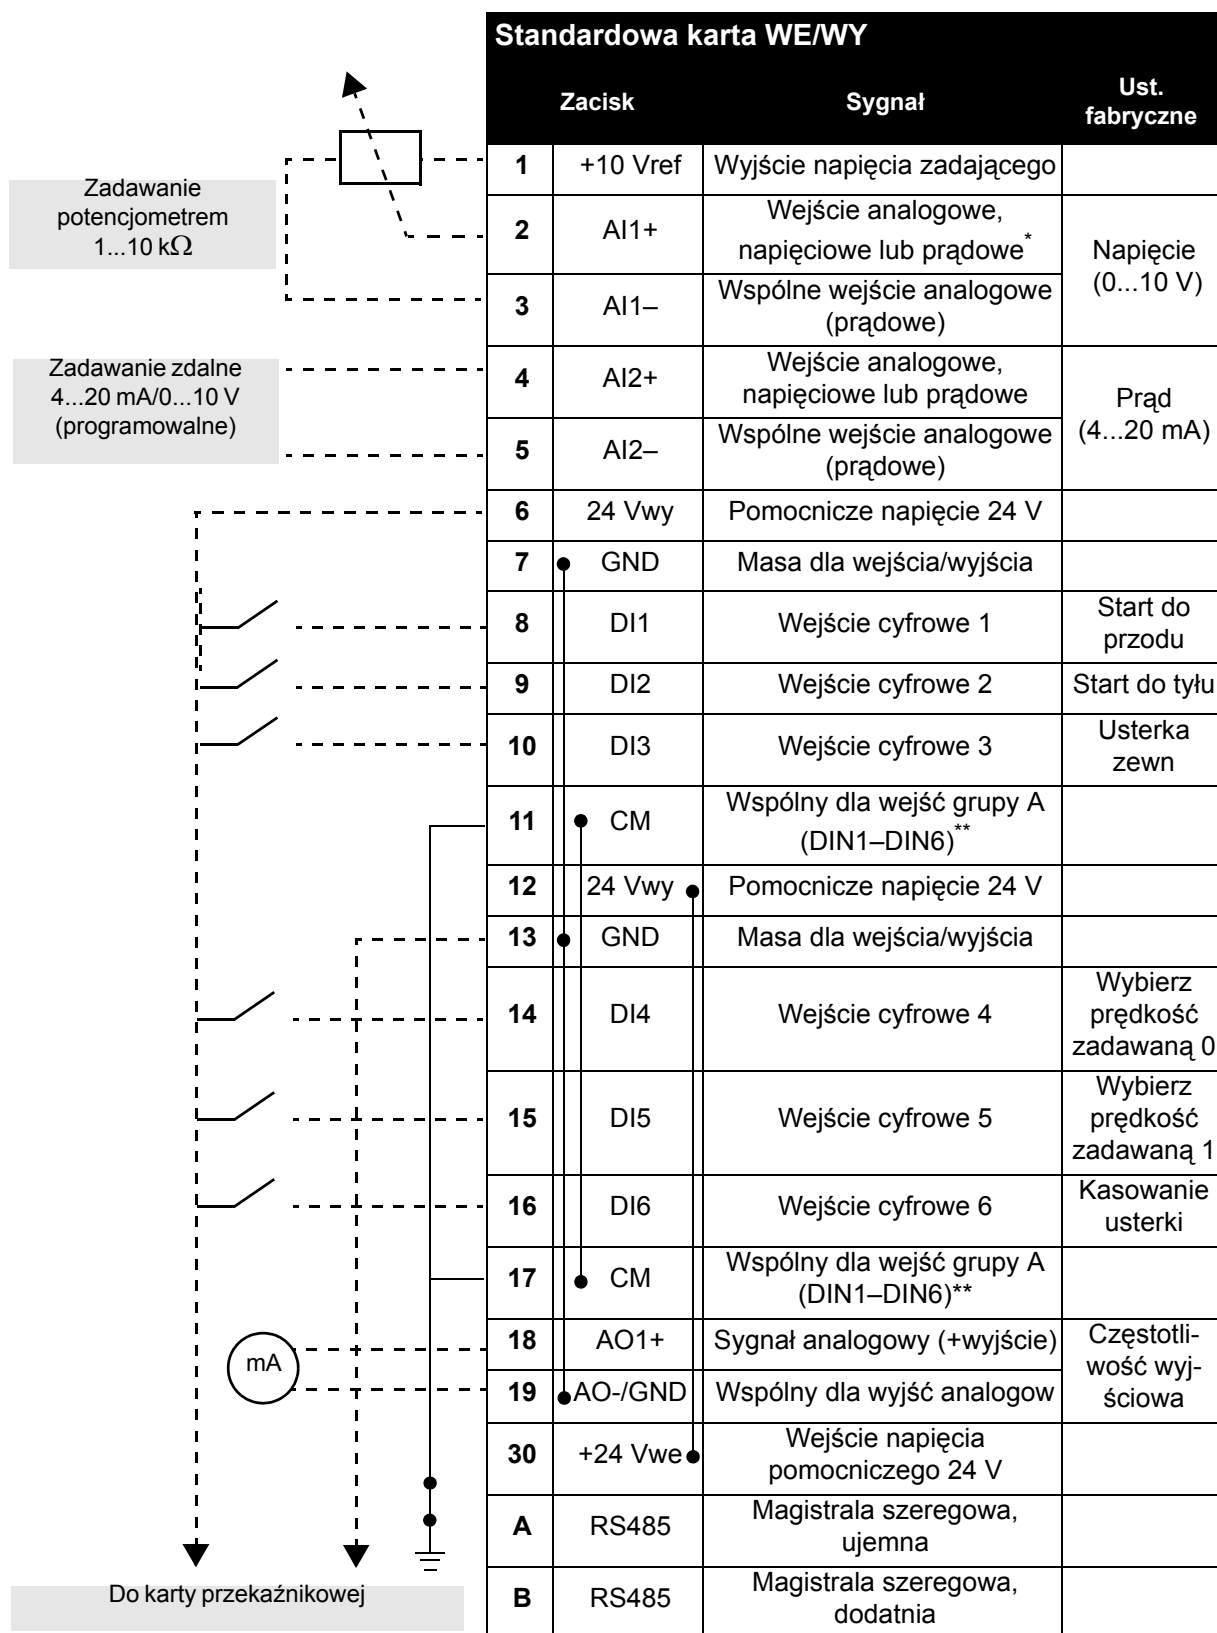 Standardowa karta WE/WY
Zacisk
Sygnał
Ust.
fabryczne
Zadawanie
potencjometrem
1...10 kΩ
1
+10 Vref
Wyjście napięcia zadającego
2
AI1+
Wejście analogowe,
napięciowe lub prądowe*
Napięcie
(0...10 V)
3
AI1–
Wspólne wejście analogowe
(prądowe)
Zadawanie zdalne
4...20 mA/0...10 V
(programowalne)
4
AI2+
Wejście analogowe,
napięciowe lub prądowe
Prąd
(4...20 mA)
5
AI2–
Wspólne wejście analogowe
(prądowe)
6
24 Vwy
Pomocnicze napięcie 24 V
7
GND
Masa dla wejścia/wyjścia
8
DI1
Wejście cyfrowe 1
Start do
przodu
9
DI2
Wejście cyfrowe 2
Start do tyłu
10
DI3
Wejście cyfrowe 3
Usterka
zewn
11
CM
Wspólny dla wejść grupy A
(DIN1–DIN6)**
12
24 Vwy
Pomocnicze napięcie 24 V
13
GND
Masa dla wejścia/wyjścia
14
DI4
Wejście cyfrowe 4
Wybierz
prędkość
zadawaną 0
15
DI5
Wejście cyfrowe 5
Wybierz
prędkość
zadawaną 1
16
DI6
Wejście cyfrowe 6
Kasowanie
usterki
17
CM
Wspólny dla wejść grupy A
(DIN1–DIN6)**
mA
18
AO1+
Sygnał analogowy (+wyjście)
Częstotli-
wość wyj-
ściowa
19
AO-/GND
Wspólny dla wyjść analogow
30
+24 Vwe
Wejście napięcia
pomocniczego 24 V
A
RS485
Magistrala szeregowa,
ujemna
Do karty przekaźnikowej
B
RS485
Magistrala szeregowa,
dodatnia